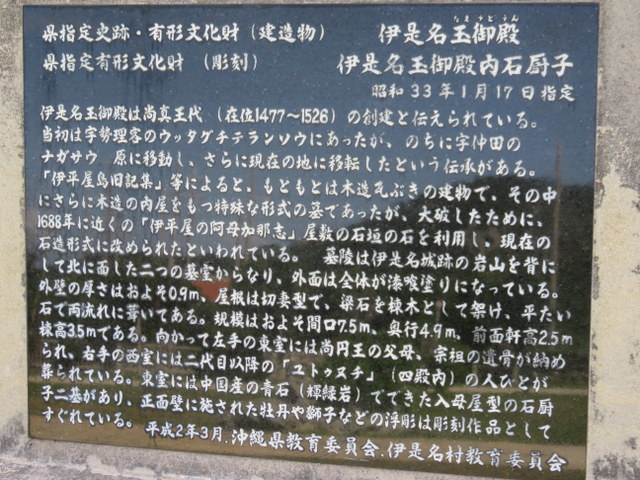 県指定史跡・有形文化財(建造物) 伊是名玉御殿
県指定有形文化財 (彫刻) 伊是名玉御殿内石厨子
昭和33年1月17日指定
伊是名玉御殿は尚真王代(在位1477~1526)の創建と伝えられている。
当初は字勢理客のウッタグチテランソウにあったが、のちに字仲田の
ナガサウ 原に移動し、さらに現在の地に移転したという伝承がある。
「伊平屋島旧記集」等によると、もともとは木造瓦ぶきの建物で、その中
にさらに木造の内屋をもつ特殊な形式の墓であったが、大破したために、
1688年に近くの「伊平屋の阿母加那志」屋敷の石垣の石を利用し、現在の
石造形式に改められたといわれている。 墓陵は伊是名城跡の岩山を背に
して北に面した二つの墓室からなり、外面は全体が漆喰塗りになっている。
外壁の厚さはおよそ0.9m、屋根は切妻型で、梁石を棟木として架け、平たい
石で両流れに葺いてある。規模はおよそ間口7.5m、奥行4.9m、前面軒高2.5m
棟高3.5mである。向かって左手の東室には尚円王の父母、宗祖の遺骨が納め
られ、右手の西室には二代目以降の「ユトゥヌチ」(四殿内)の人びとが
葬られている。東室には中国産の青石(輝緑岩)でできた入母屋型の石厨
子二基があり、正面壁に施された牡丹や獅子などの浮彫は彫刻作品として
すぐれている。 平成2年3月.沖縄県教育委員会.伊是名村教育委員会